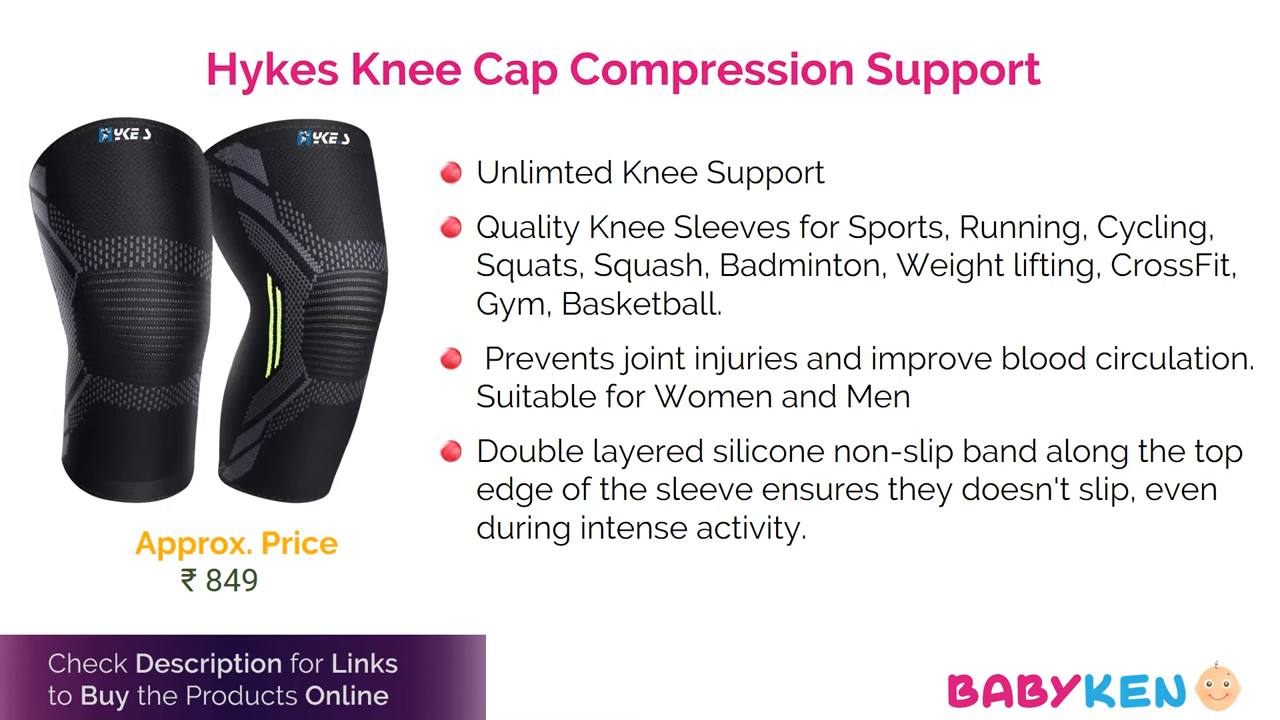 Hykes Knee Cap Compression Support
HYKES
HYKES
Unlimted Knee Support
Quality Knee Sleeves for Sports, Running, Cycling,
Squats, Squash, Badminton, Weight lifting, CrossFit,
Gym, Basketball.
Prevents joint injuries and improve blood circulation.
Suitable for Women and Men
Double layered silicone non-slip band along the top
edge of the sleeve ensures they doesn't slip, even
during intense activity.
Approx. Price
₹ 849
Check Description for Links
to Buy the Products Online
BABYKEN